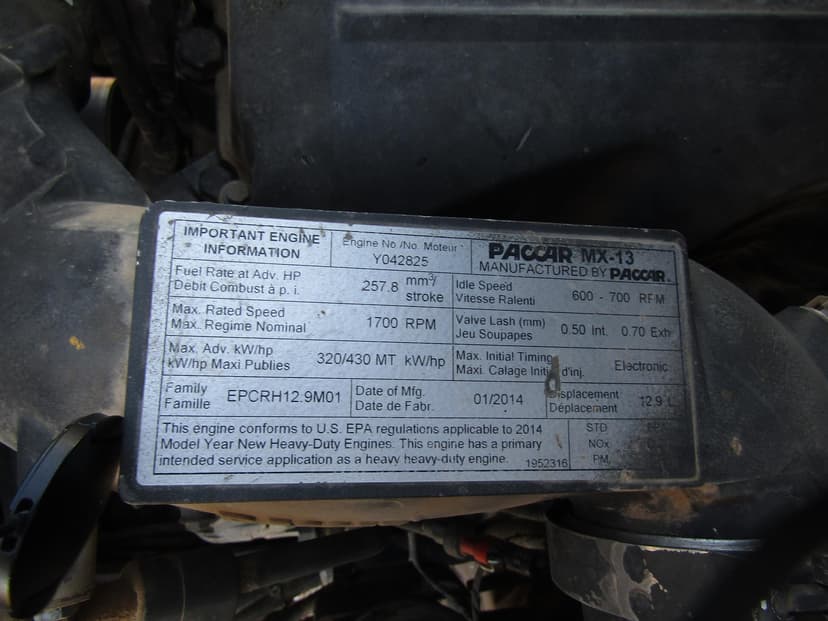 IMPORTANT ENGINE
INFORMATION
Engine No./No. Moteur
Y042825
PACCAR MX-13
MANUFACTURED BY PACCAR
Fuel Rate at Adv. HP
Debit Combust à p. i.
257.8 mm³/
stroke
Idle Speed
Vitesse Ralenti
600 - 700 RPM
Max. Rated Speed
Max. Regime Nominal
1700 RPM
Valve Lash (mm)
Jeu Soupapes
0.50 Int. 0.70 Exh
Max. Adv. kW/hp
kW/hp Maxi Publies
320/430 MT kW/hp
Max. Initial Timing
Maxi. Calage d'inj.
Electronic
Family
Famille
EPCRH12.9M01
Date of Mfg.
Date de Fabr.
01/2014
Displacement
Déplacement
12.9 L
This engine conforms to U.S. EPA regulations applicable to 2014
Model Year New Heavy-Duty Engines. This engine has a primary
intended service application as a heavy heavy-duty engine.
1952316
STD EPA
NOx
PM